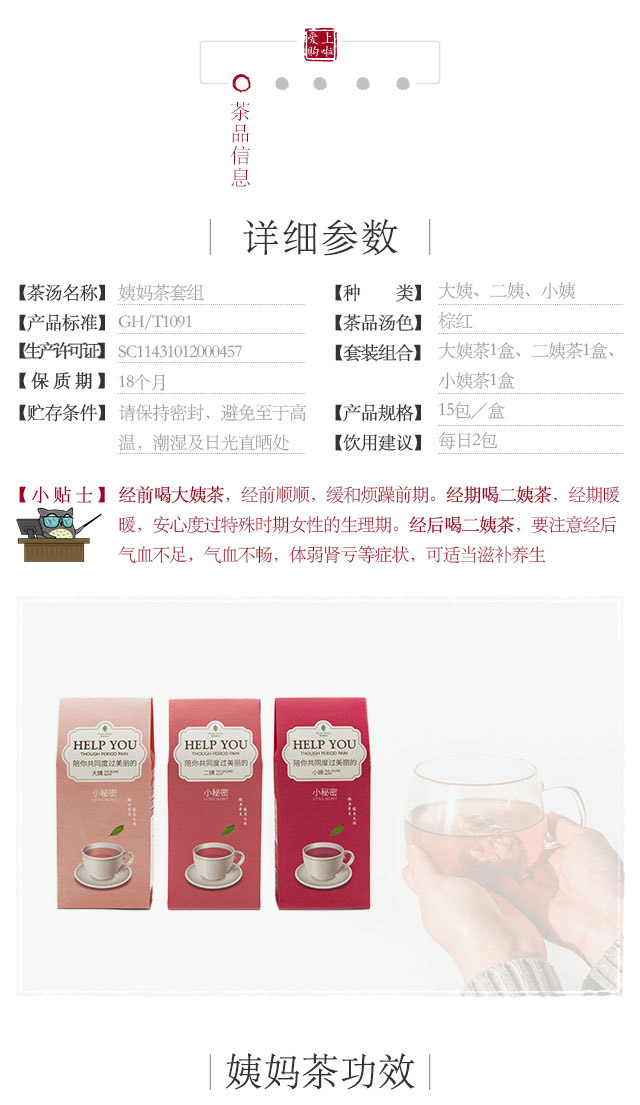 爱上
购啦
茶品信息
详细参数
【茶汤名称】 姨妈茶套组
【产品标准】 GH/T1091
【生产许可证】 SC11431012000457
【保质期】 18个月
【贮存条件】 请保持密封，避免至于高
温，潮湿及日光直晒处
【种 类】 大姨、二姨、小姨
【茶品汤色】 棕红
【套装组合】 大姨茶1盒、二姨茶1盒、
小姨茶1盒
【产品规格】 15包／盒
【饮用建议】 每日2包
【小贴士】 经前喝大姨茶，经前顺顺，缓和烦躁前期。经期喝二姨茶，经期暖
暖，安心度过特殊时期女性的生理期。经后喝二姨茶，要注意经后
气血不足，气血不畅，体弱肾亏等症状，可适当滋补养生
HELP YOU
THOUGH PERIOD PAIN
陪你共同度过美丽的
大姨
小秘密
LITTLE SECRET
HELP YOU
THOUGH PERIOD PAIN
陪你共同度过美丽的
二姨
小秘密
LITTLE SECRET
HELP YOU
THOUGH PERIOD PAIN
陪你共同度过美丽的
小姨
小秘密
LITTLE SECRET
姨妈茶功效